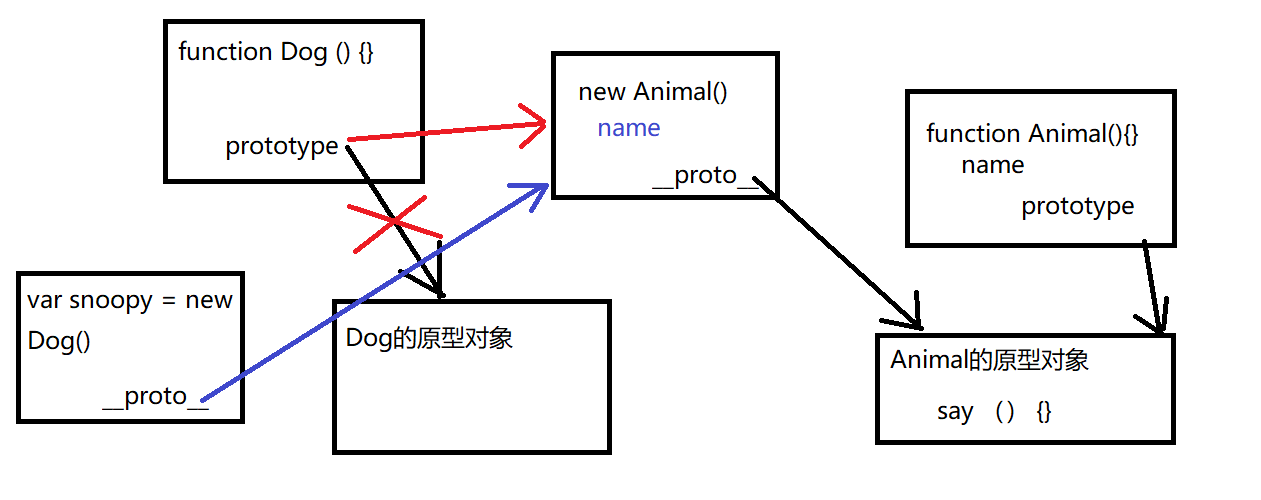 function Dog () {}
prototype
new Animal()
name
__proto__
function Animal(){}
name
prototype
var snoopy = new
Dog()
__proto__
Dog的原型对象
Animal的原型对象
say （）  {}